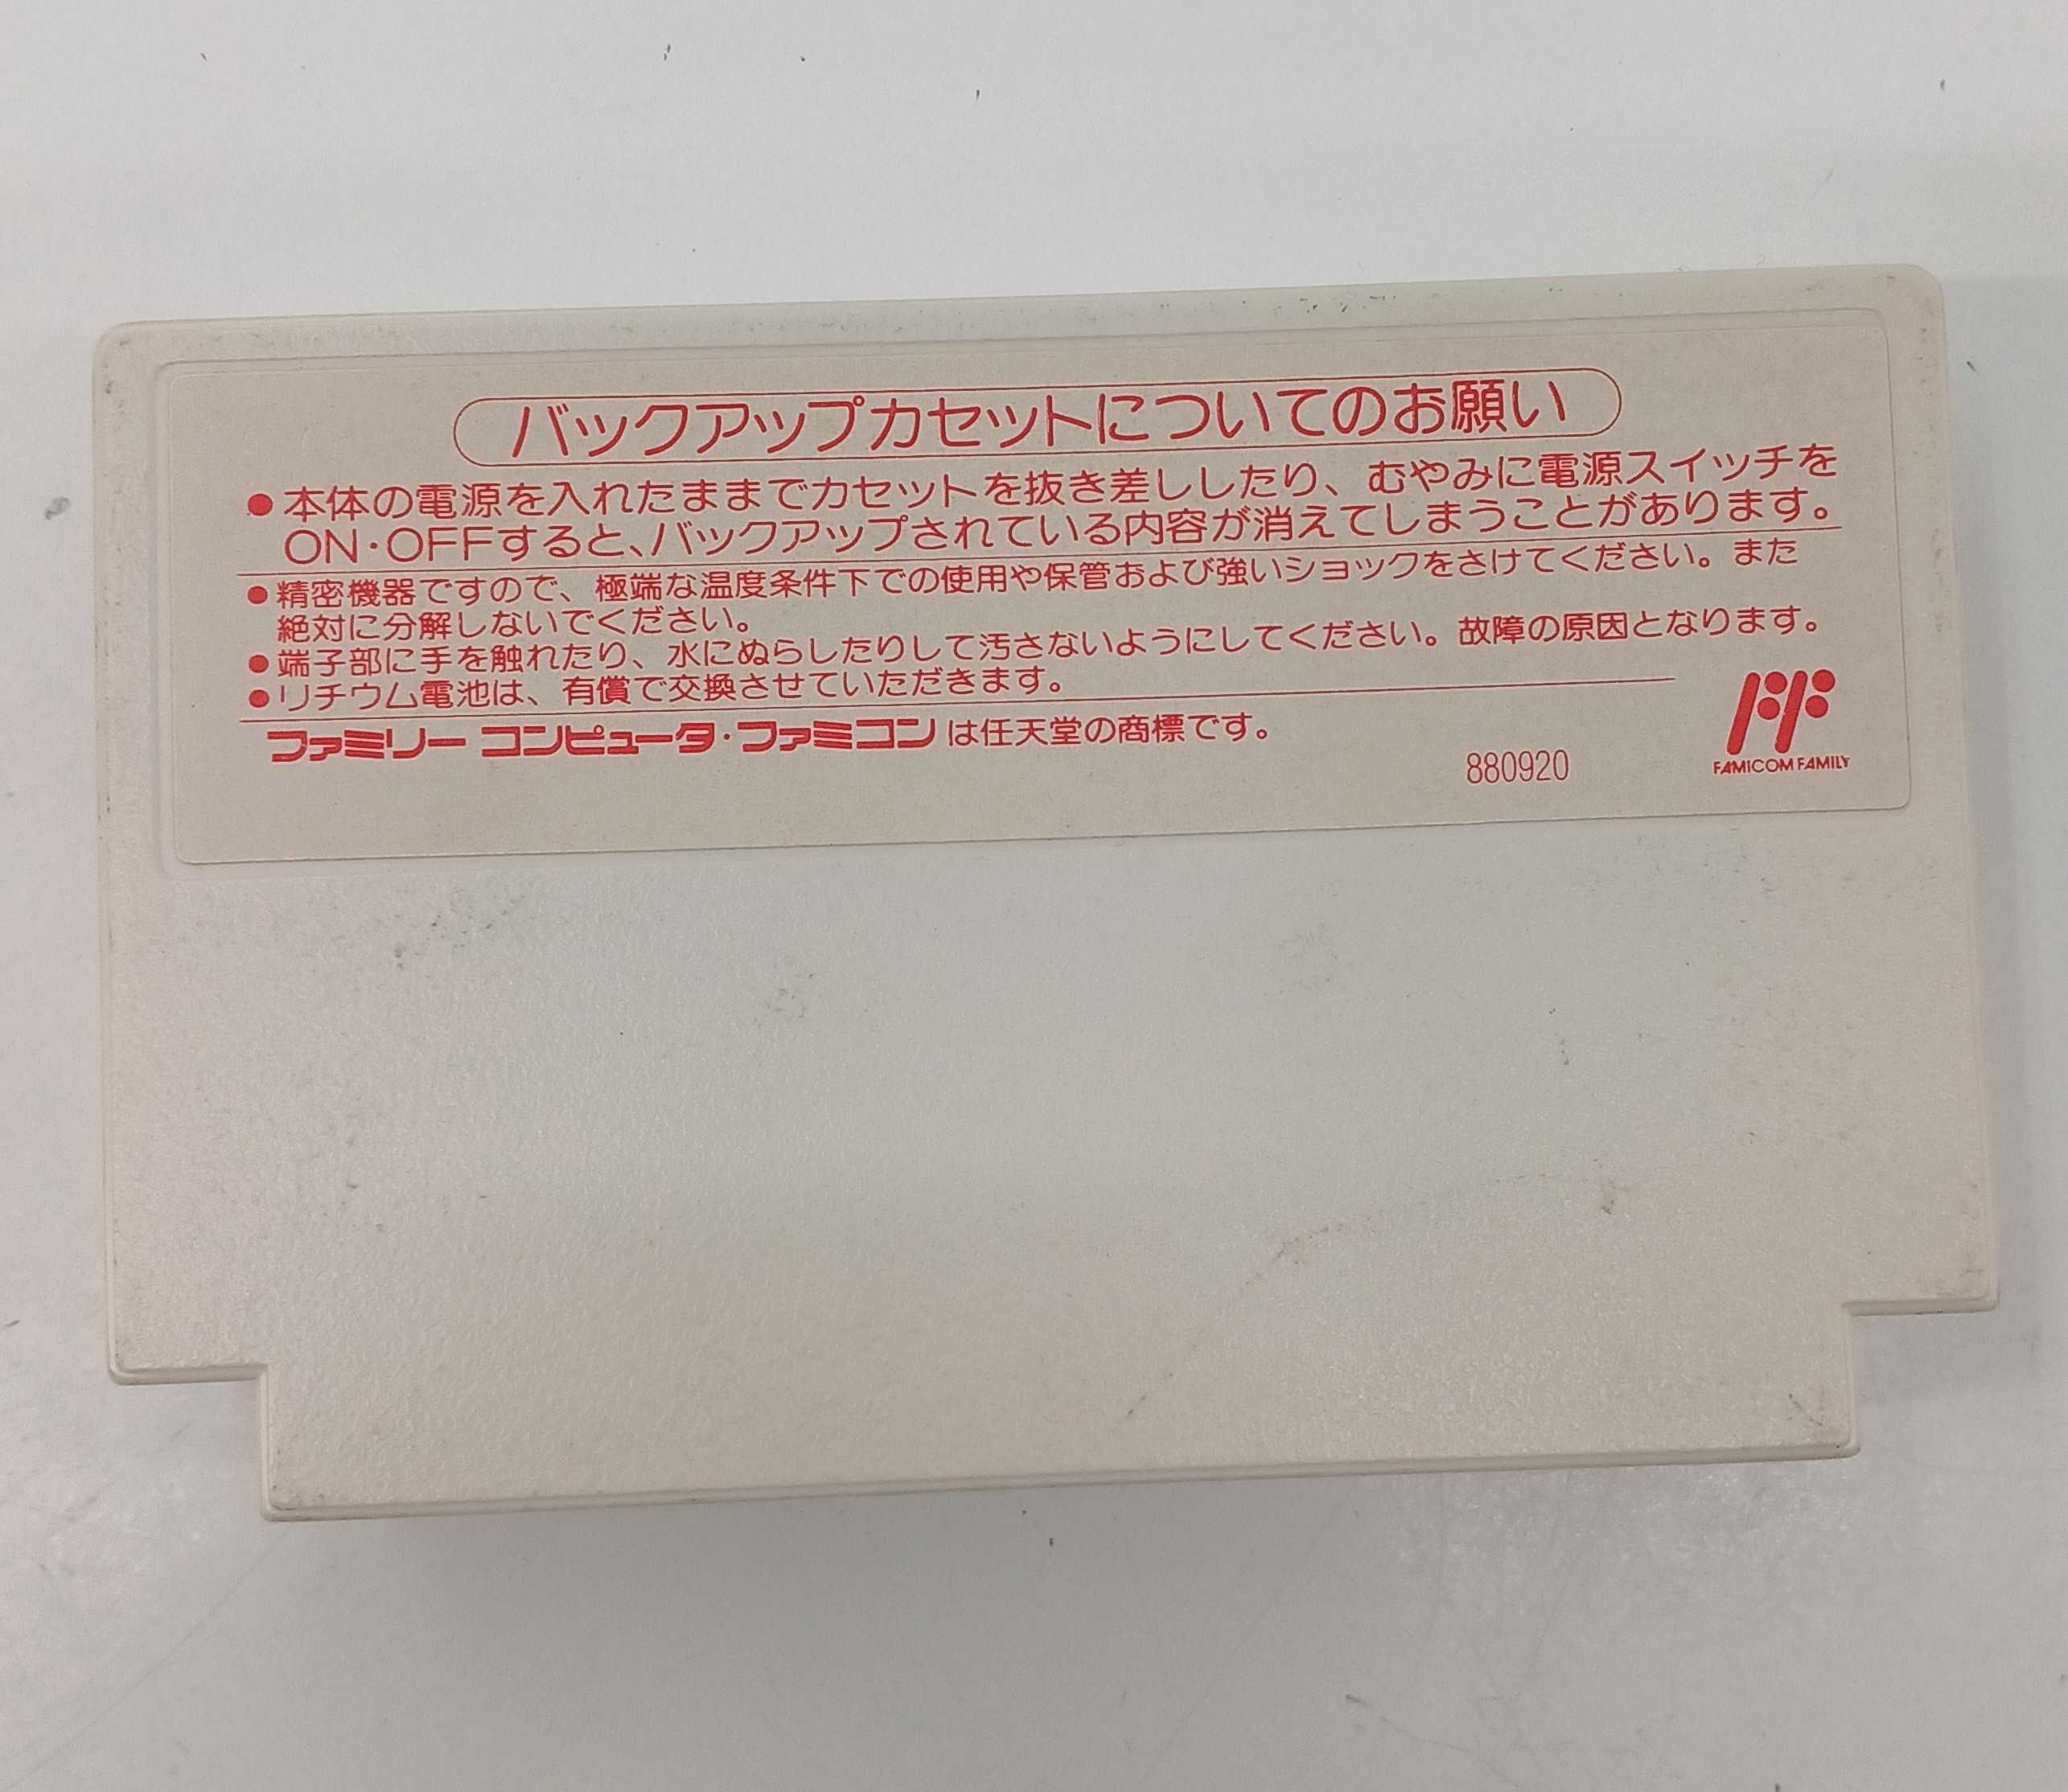 バックアップカセットについてのお願い
●本体の電源を入れたままでカセットを抜き差ししたり、むやみに電源スイッチを
ON・OFFすると、バックアップされている内容が消えてしまうことがあります。
●精密機器ですので、極端な温度条件下での使用や保管および強いショックをさけてください。また
絶対に分解しないでください。
●端子部に手を触れたり、水にぬらしたりして汚さないようにしてください。故障の原因となります。
●リチウム電池は、有償で交換させていただきます。
ファミリー コンピュータ・ファミコンは任天堂の商標です。
880920
FAMICOM FAMILY